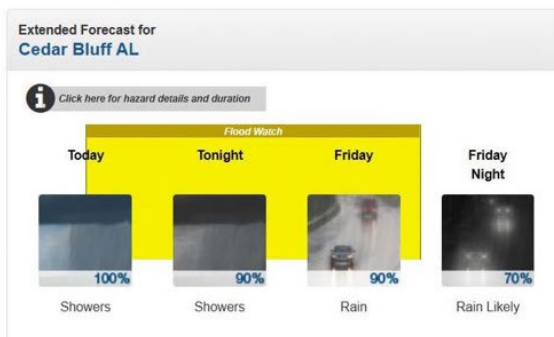 Extended Forecast for
Cedar Bluff AL
i Click here for hazard details and duration
Flood Watch
Today Tonight Friday Friday
Night
100% 90% 90% 70%
Showers Showers Rain Rain Likely